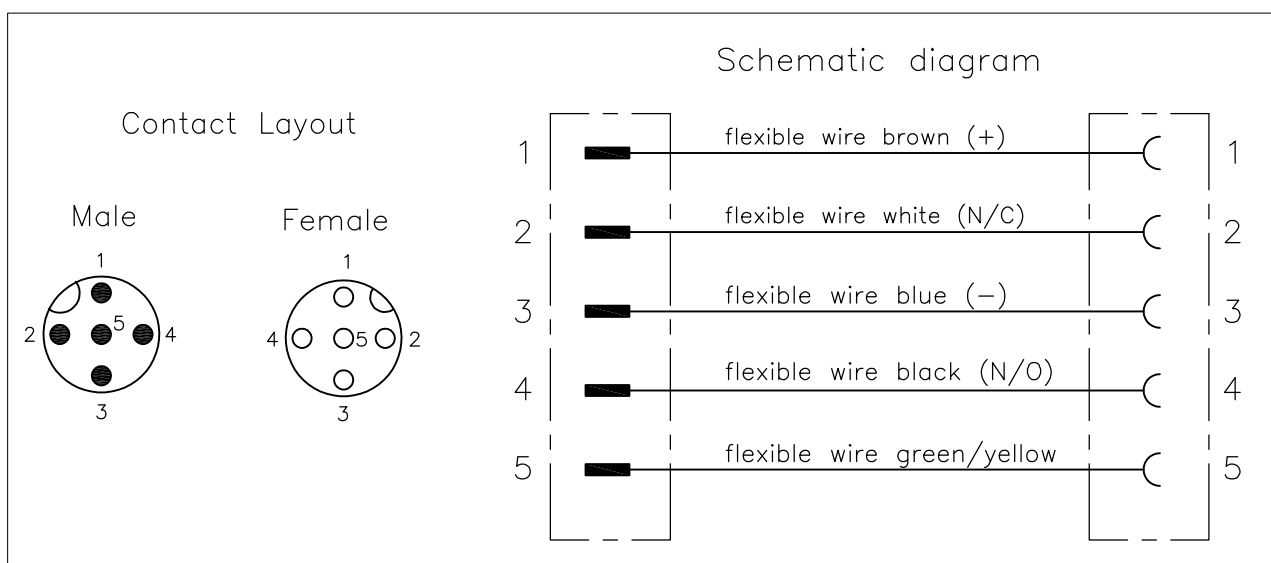 Schematic diagram
Contact Layout
Male
Female
1
2
5
4
3
1
4
5
2
3
1 flexible wire brown (+) 1
2 flexible wire white (N/C) 2
3 flexible wire blue (−) 3
4 flexible wire black (N/O) 4
5 flexible wire green/yellow 5